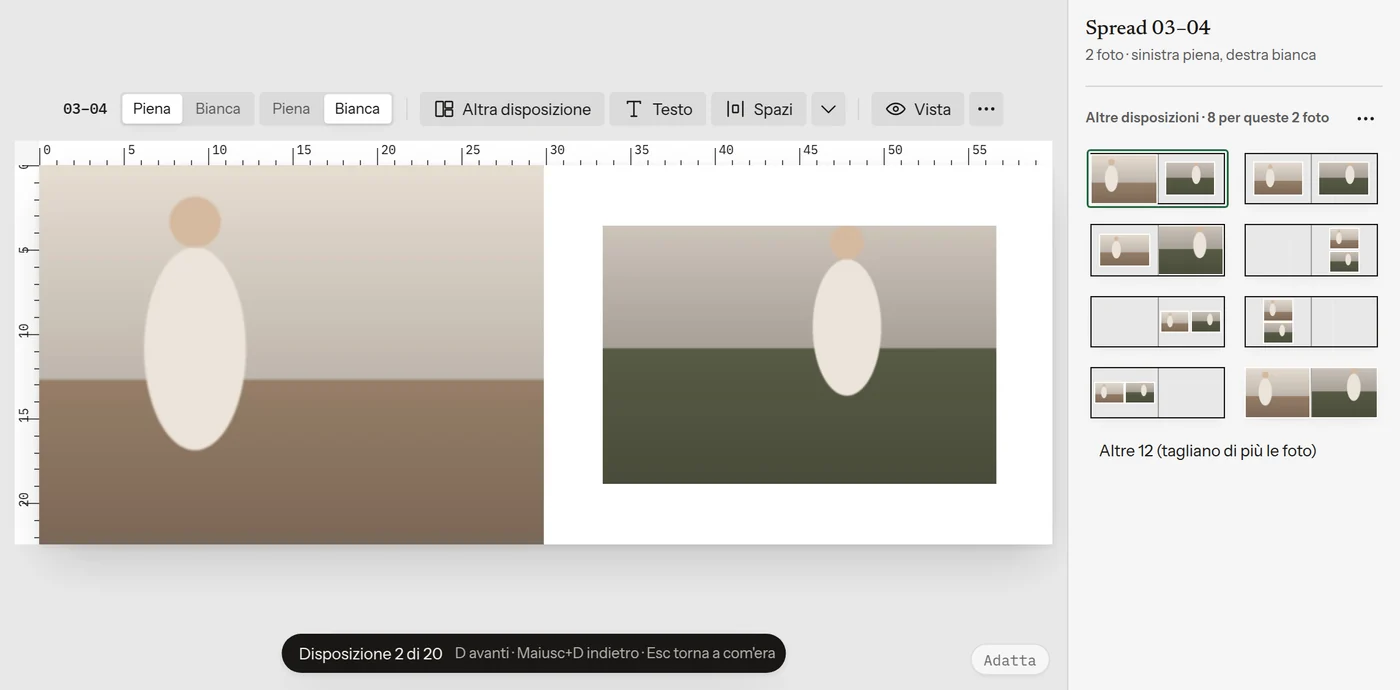 Spread 03–04
2 foto · sinistra piena, destra bianca
03–04 Piena Bianca Piena Bianca Altra disposizione Testo Spazi Vista
Altre disposizioni · 8 per queste 2 foto
0 5 10 15 20 25 30 35 40 45 50 55
0
5
10
15
20
Altre 12 (tagliano di più le foto)
Disposizione 2 di 20 D avanti · Maiusc+D indietro · Esc torna a com'era
Adatta